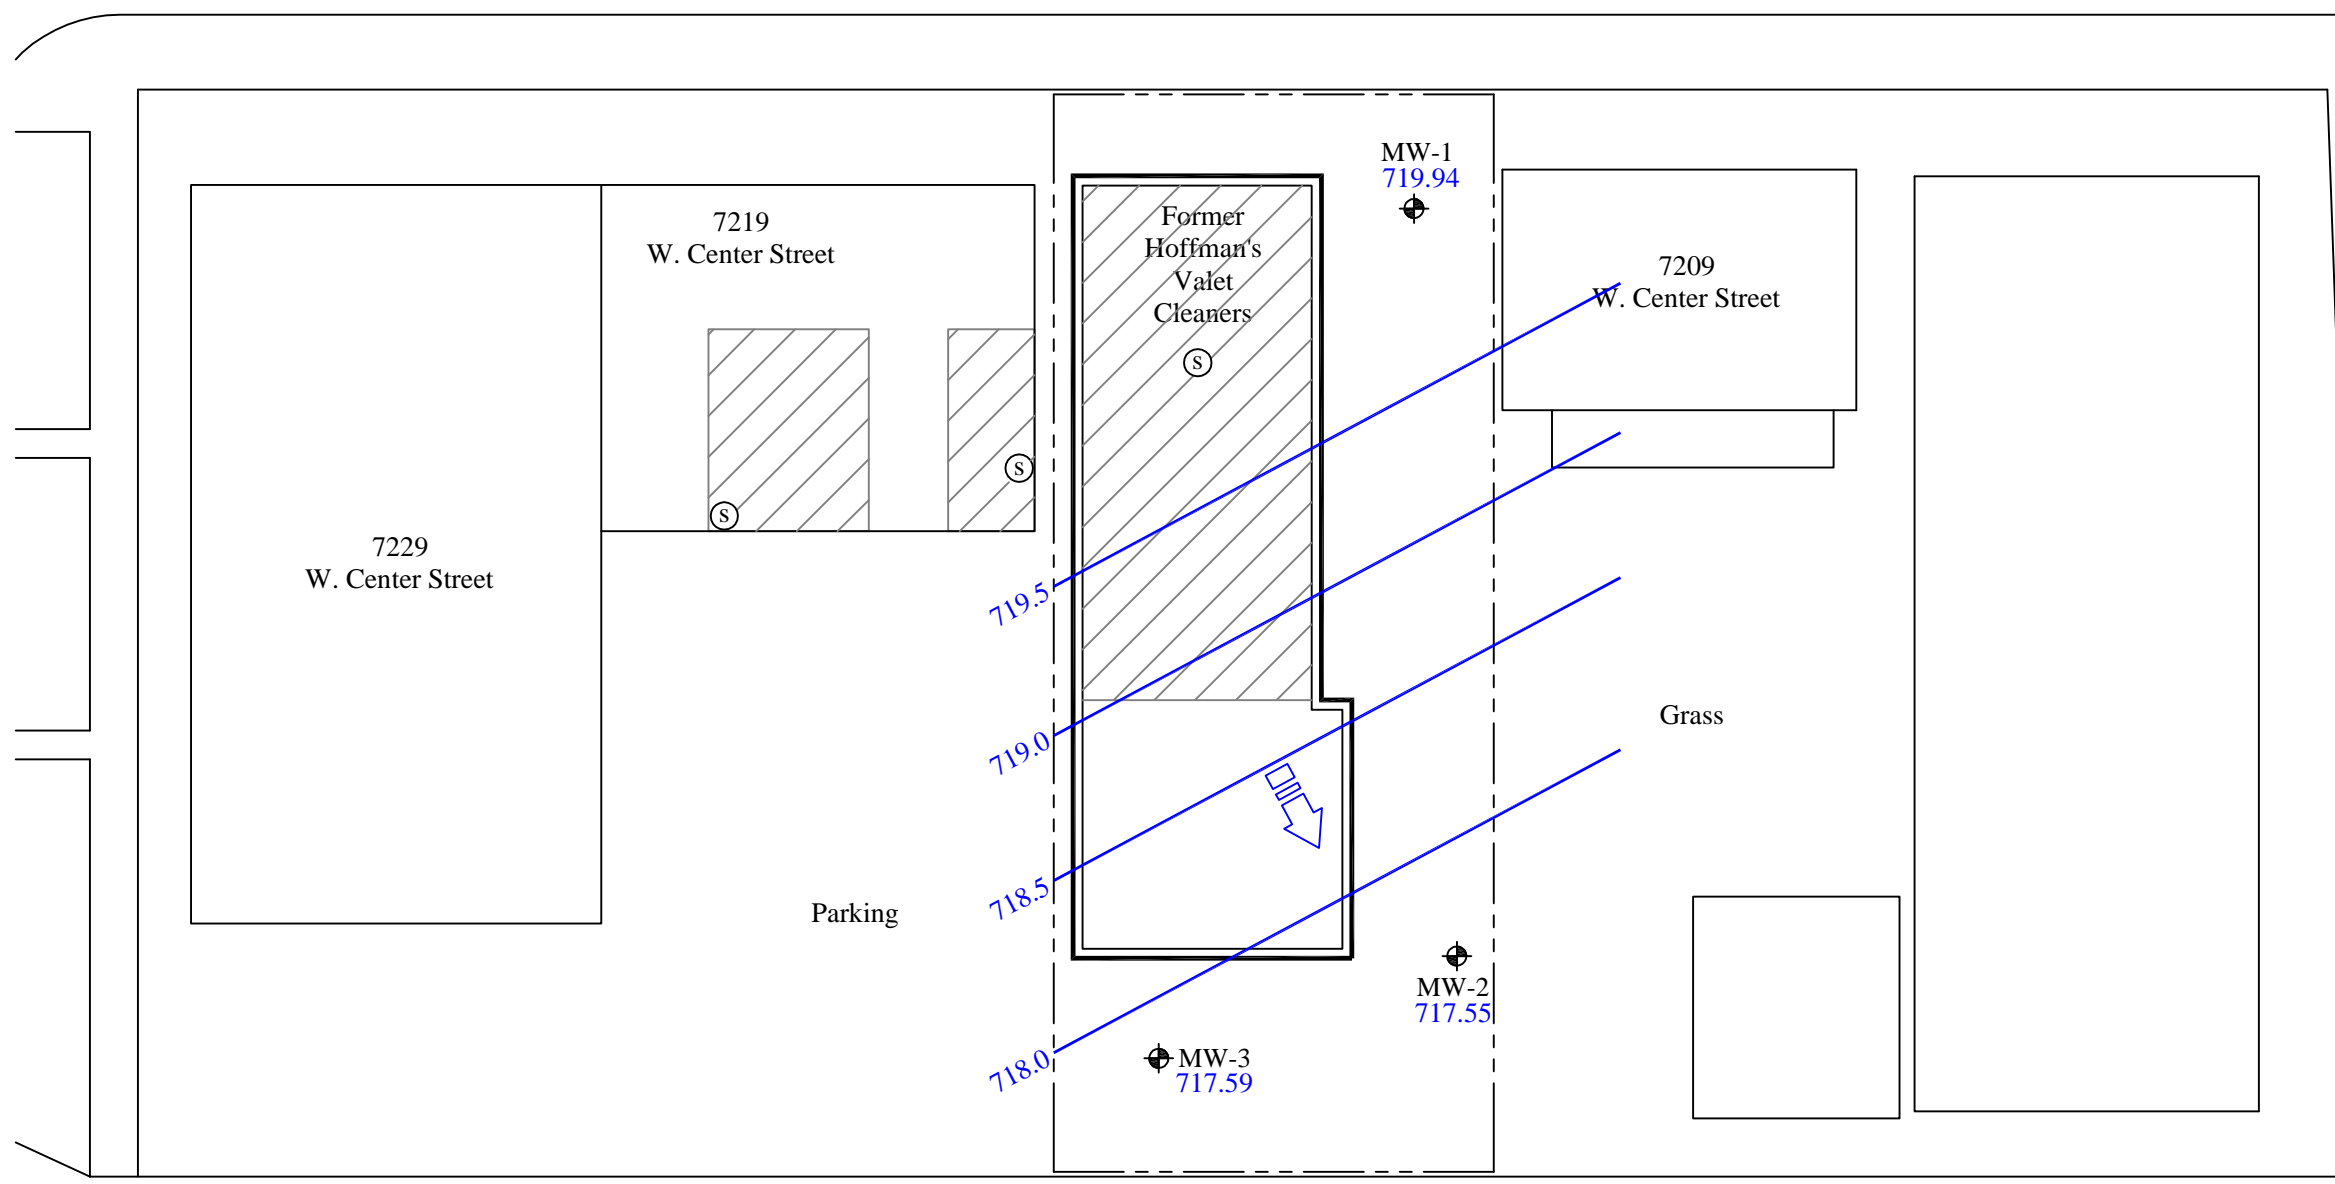 MW-1
719.94
7219
W. Center Street
Former
Hoffman's
Valet
Cleaners
S
7209
W. Center Street
S
S
7229
W. Center Street
719.5
719.0
Grass
718.5
Parking
MW-2
717.55
718.0
MW-3
717.59